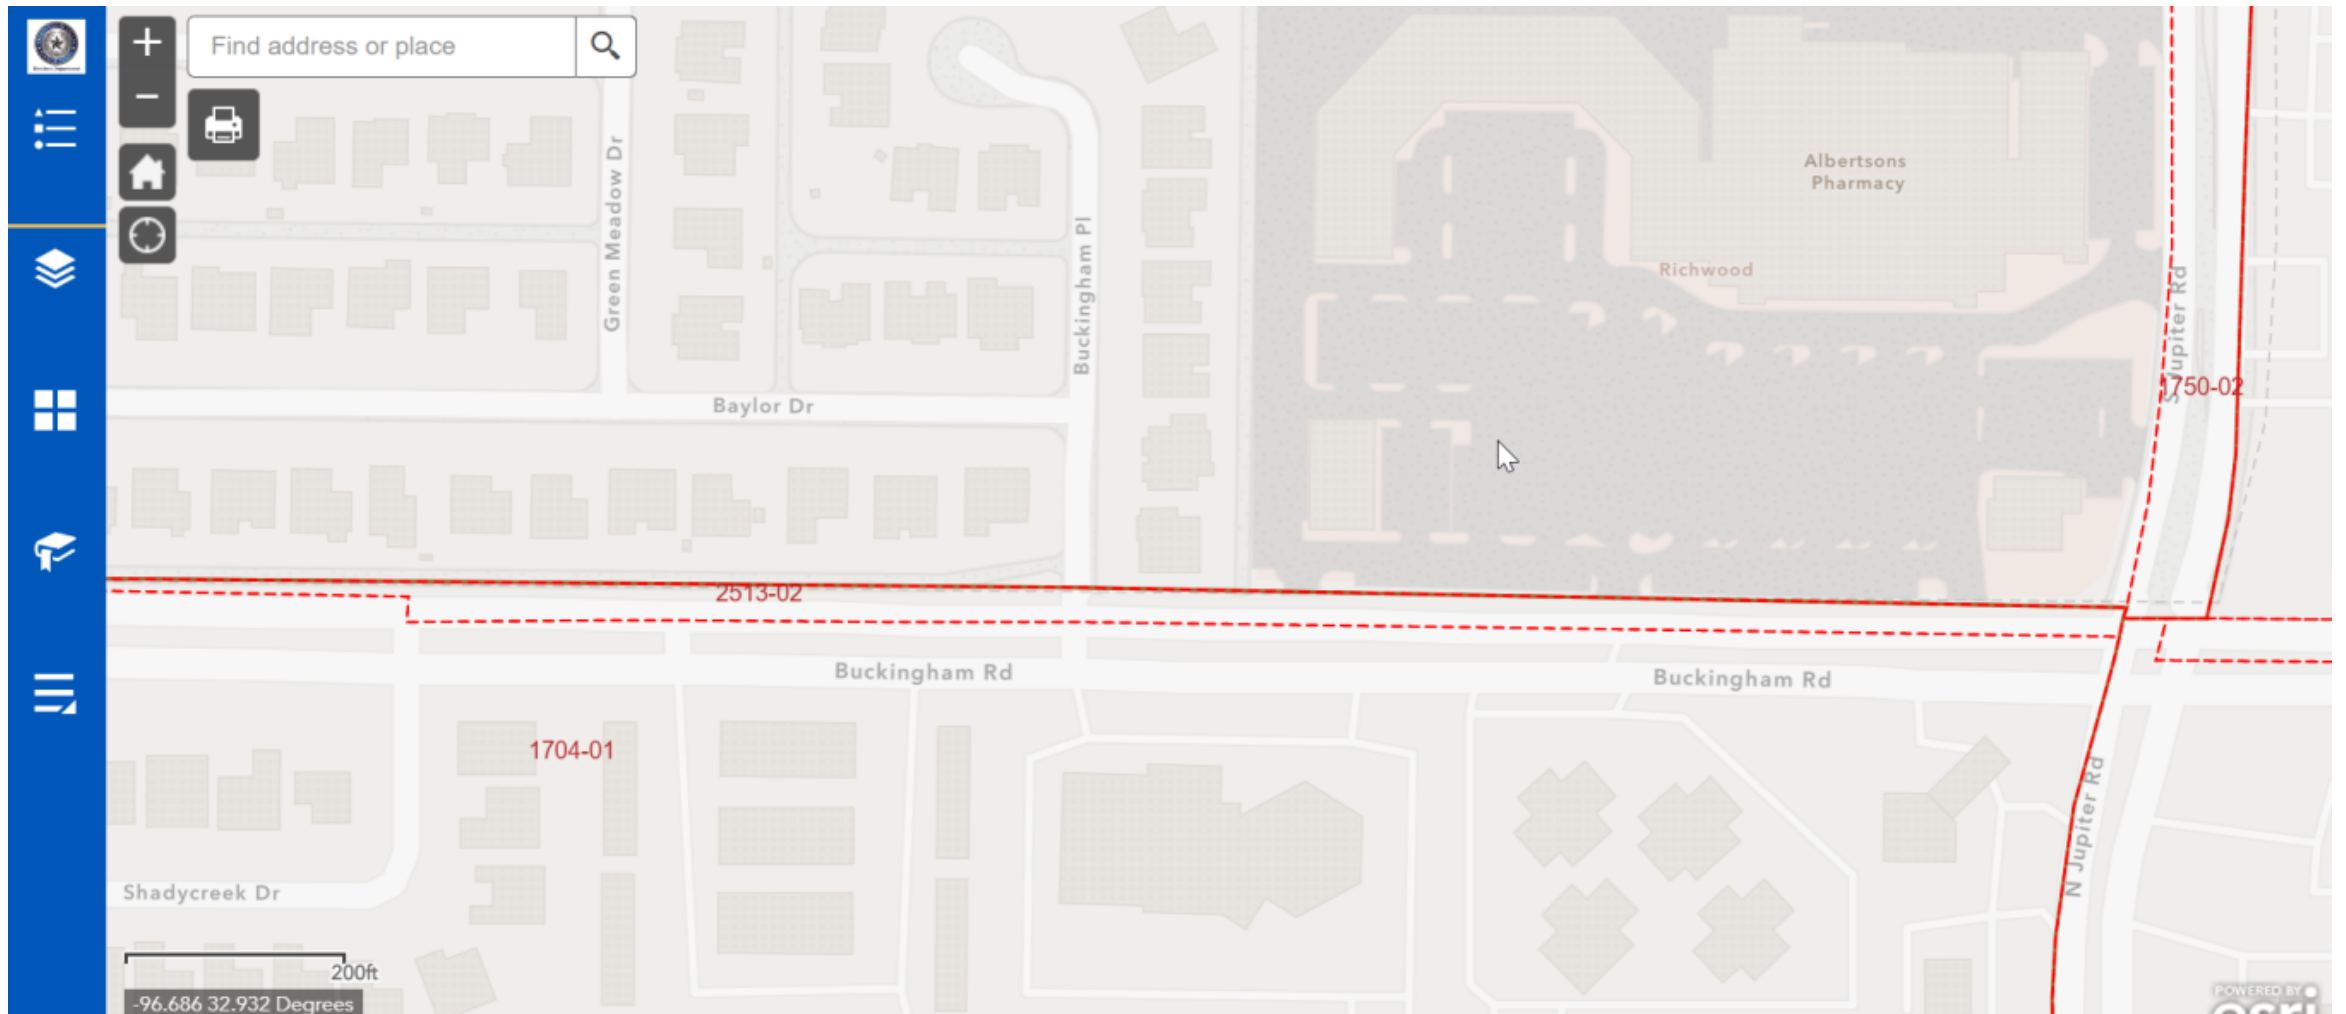 Find address or place
Green Meadow Dr
Buckingham Pl
Albertsons
Pharmacy
Richwood
S Jupiter Rd
1750-02
Baylor Dr
2513-02
Buckingham Rd
Buckingham Rd
1704-01
N Jupiter Rd
Shadycreek Dr
200ft
-96.686 32.932 Degrees
POWERED BY
esri